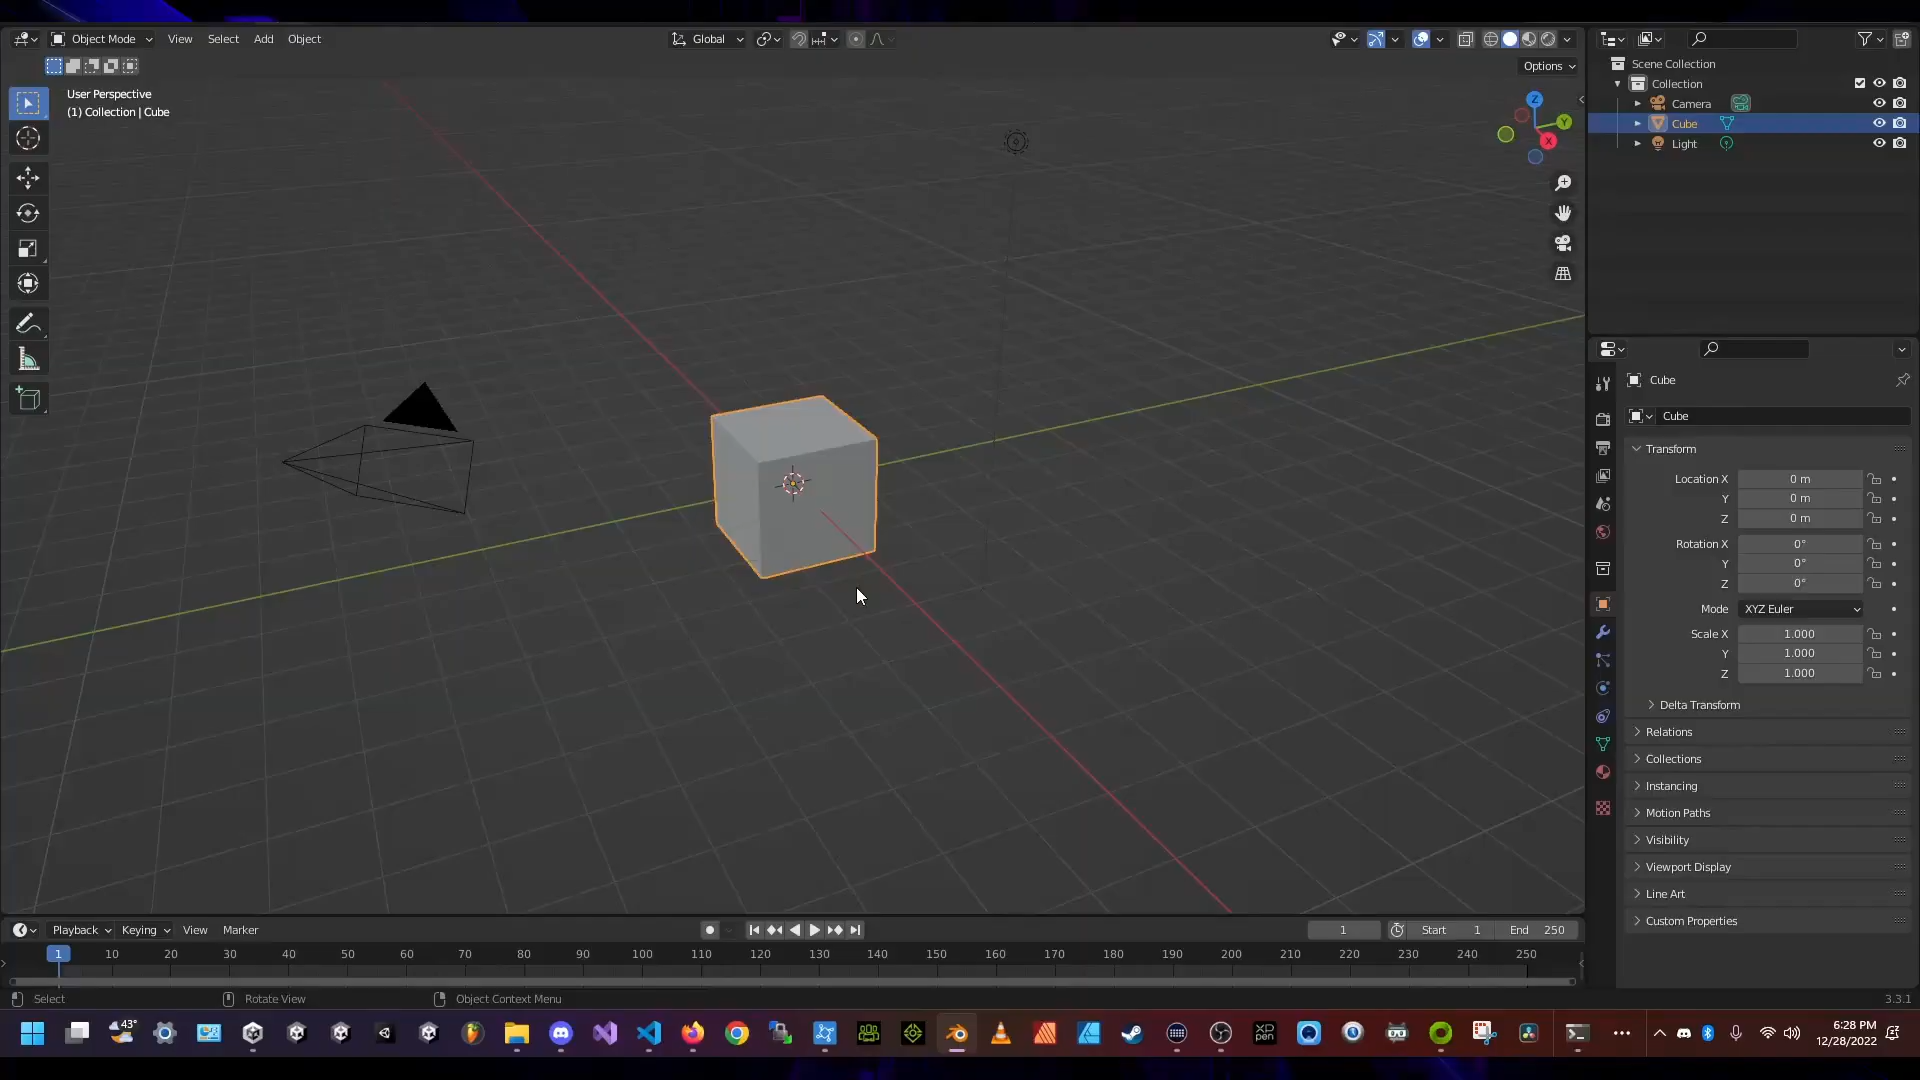 Object Mode View Select Add Object Global
Options
User Perspective
(1) Collection | Cube
Z
Y
X
Scene Collection
Collection
Camera
Cube
Light
Cube
Cube
Transform
Location X 0 m
Y 0 m
Z 0 m
Rotation X 0°
Y 0°
Z 0°
Mode XYZ Euler
Scale X 1.000
Y 1.000
Z 1.000
Delta Transform
Relations
Collections
Instancing
Motion Paths
Visibility
Viewport Display
Line Art
Custom Properties
Playback Keying View Marker 1 Start 1 End 250
1 10 20 30 40 50 60 70 80 90 100 110 120 130 140 150 160 170 180 190 200 210 220 230 240 250
Select Rotate View Object Context Menu 3.3.1
43°
XP
pen
6:28 PM
12/28/2022